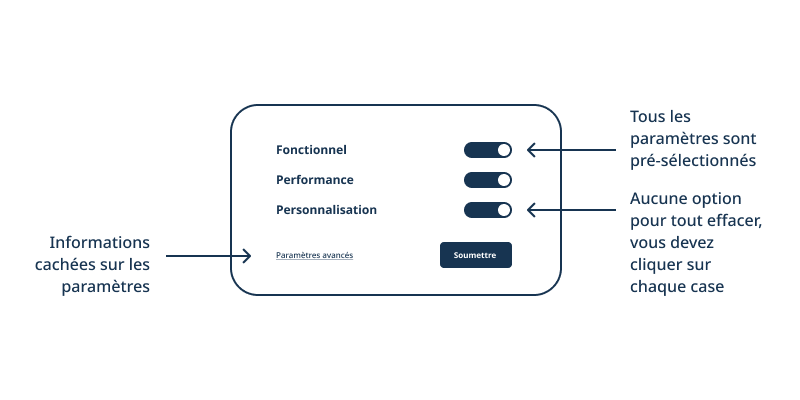 Fonctionnel
Performance
Personnalisation
Paramètres avancés
Soumettre
Tous les
paramètres sont
pré-sélectionnés
Aucune option
pour tout effacer,
vous devez
cliquer sur
chaque case
Informations
cachées sur les
paramètres